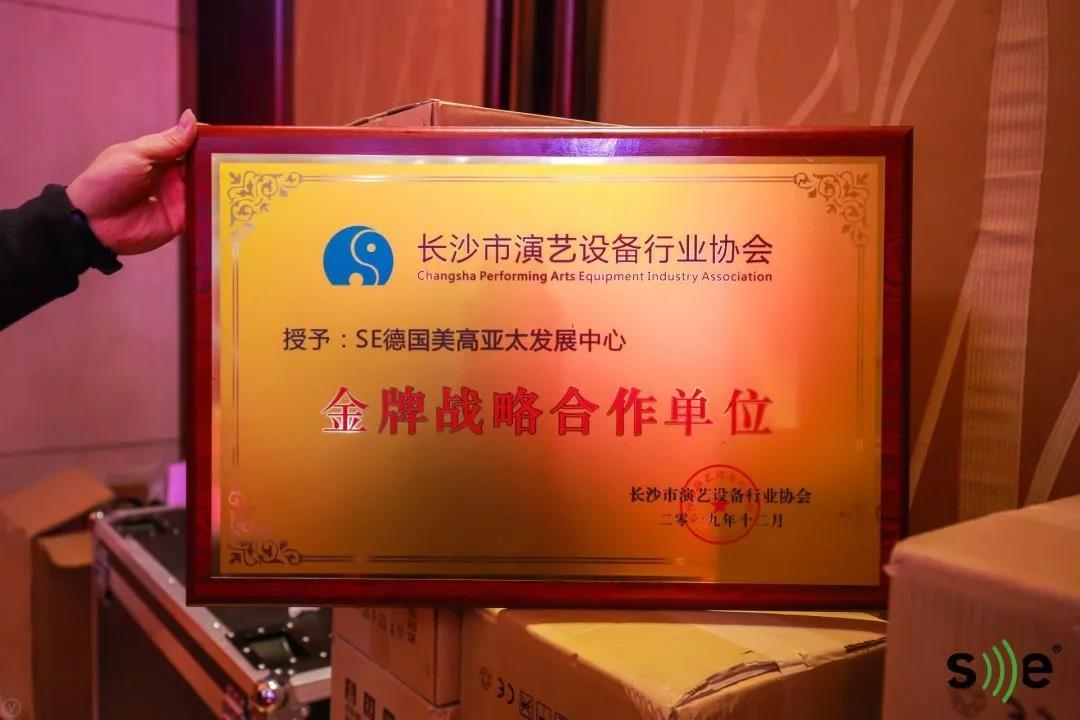 长沙市演艺设备行业协会
Changsha Performing Arts Equipment Industry Association
授予：SE德国美高亚太发展中心
金牌战略合作单位
长沙市演艺设备行业协会
二零一九年十二月
CE
se®